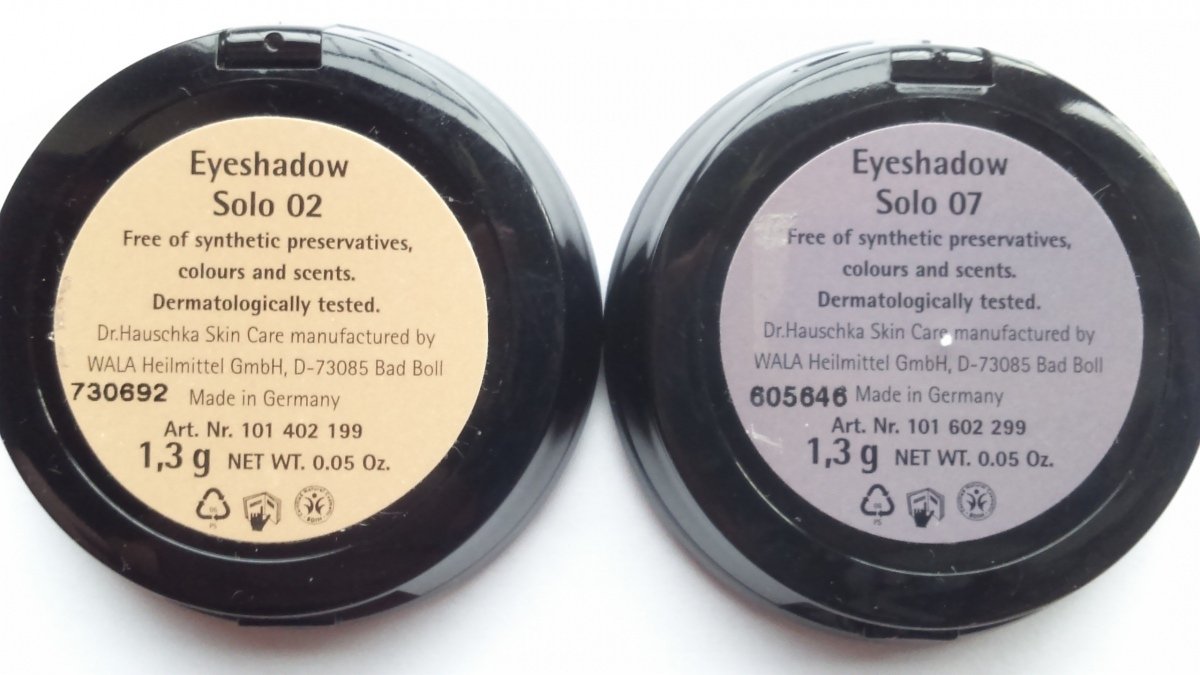 Eyeshadow
Solo 02
Free of synthetic preservatives,
colours and scents.
Dermatologically tested.
Dr.Hauschka Skin Care manufactured by
WALA Heilmittel GmbH, D-73085 Bad Boll
730692 Made in Germany
Art. Nr. 101 402 199
1,3 g NET WT. 0.05 Oz.
06
PS
Eyeshadow
Solo 07
Free of synthetic preservatives,
colours and scents.
Dermatologically tested.
Dr.Hauschka Skin Care manufactured by
WALA Heilmittel GmbH, D-73085 Bad Boll
605646 Made in Germany
Art. Nr. 101 602 299
1,3 g NET WT. 0.05 Oz.
06
PS